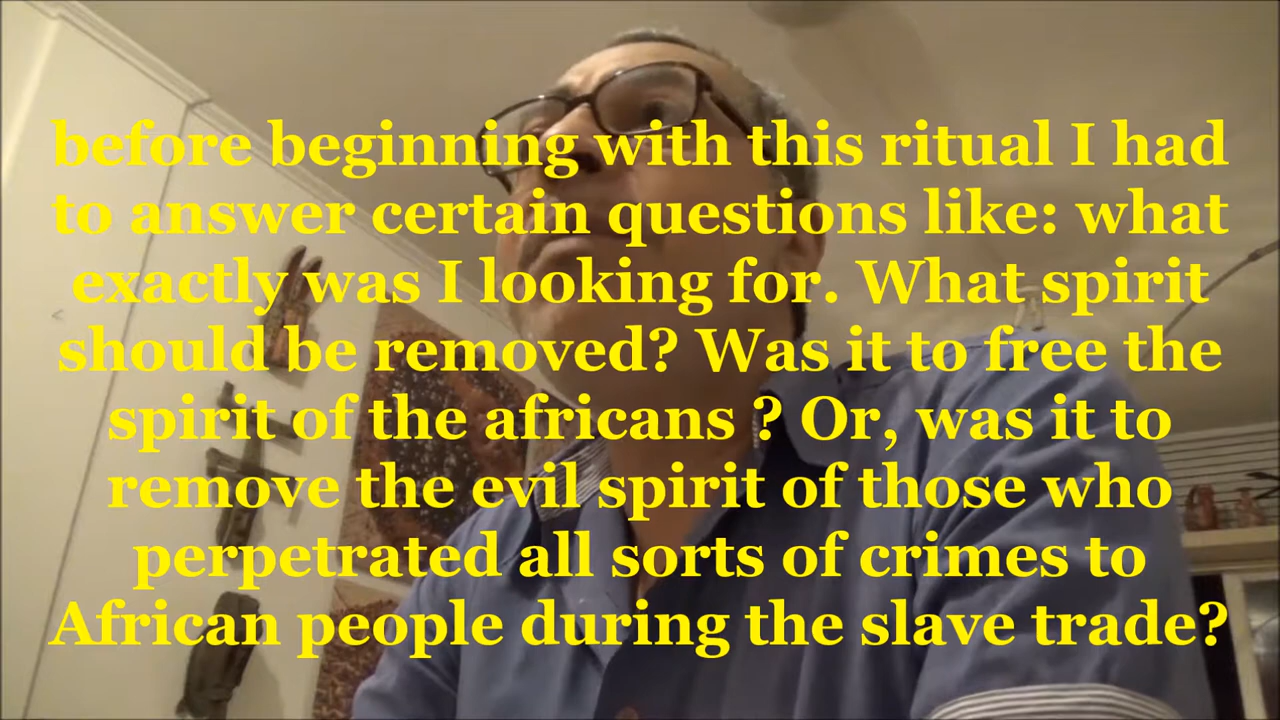 before beginning with this ritual I had
to answer certain questions like: what
exactly was I looking for. What spirit
should be removed? Was it to free the
spirit of the africans ? Or, was it to
remove the evil spirit of those who
perpetrated all sorts of crimes to
African people during the slave trade?